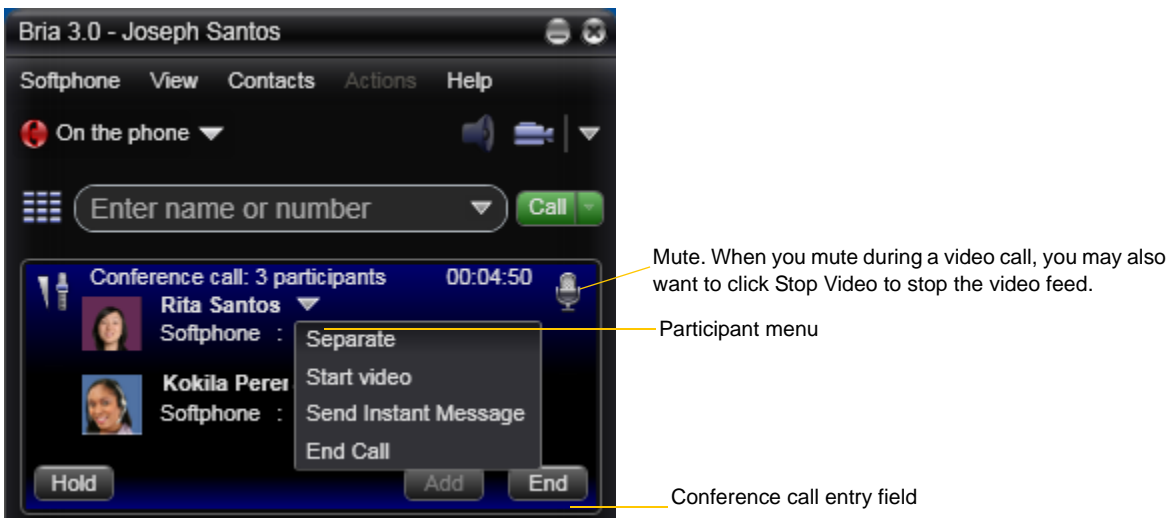 Bria 3.0 - Joseph Santos
Softphone View Contacts Actions Help
On the phone
Enter name or number
Call
Conference call: 3 participants 00:04:50
Rita Santos
Softphone :
Separate
Start video
Send Instant Message
End Call
Kokila Perer
Softphone :
Hold
Add
End
Mute. When you mute during a video call, you may also
want to click Stop Video to stop the video feed.
Participant menu
Conference call entry field